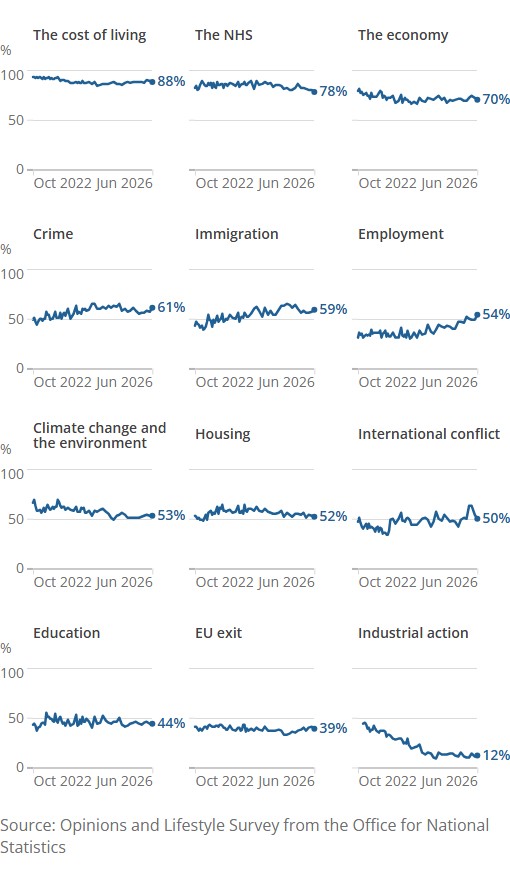 The cost of living
The NHS
The economy
%
100
50
0
88%
78%
70%
Oct 2022 Jun 2026
Oct 2022 Jun 2026
Oct 2022 Jun 2026
Crime
Immigration
Employment
%
100
50
0
61%
59%
54%
Oct 2022 Jun 2026
Oct 2022 Jun 2026
Oct 2022 Jun 2026
Climate change and
the environment
Housing
International conflict
%
100
50
0
53%
52%
50%
Oct 2022 Jun 2026
Oct 2022 Jun 2026
Oct 2022 Jun 2026
Education
EU exit
Industrial action
%
100
50
0
44%
39%
12%
Oct 2022 Jun 2026
Oct 2022 Jun 2026
Oct 2022 Jun 2026
Source: Opinions and Lifestyle Survey from the Office for National
Statistics